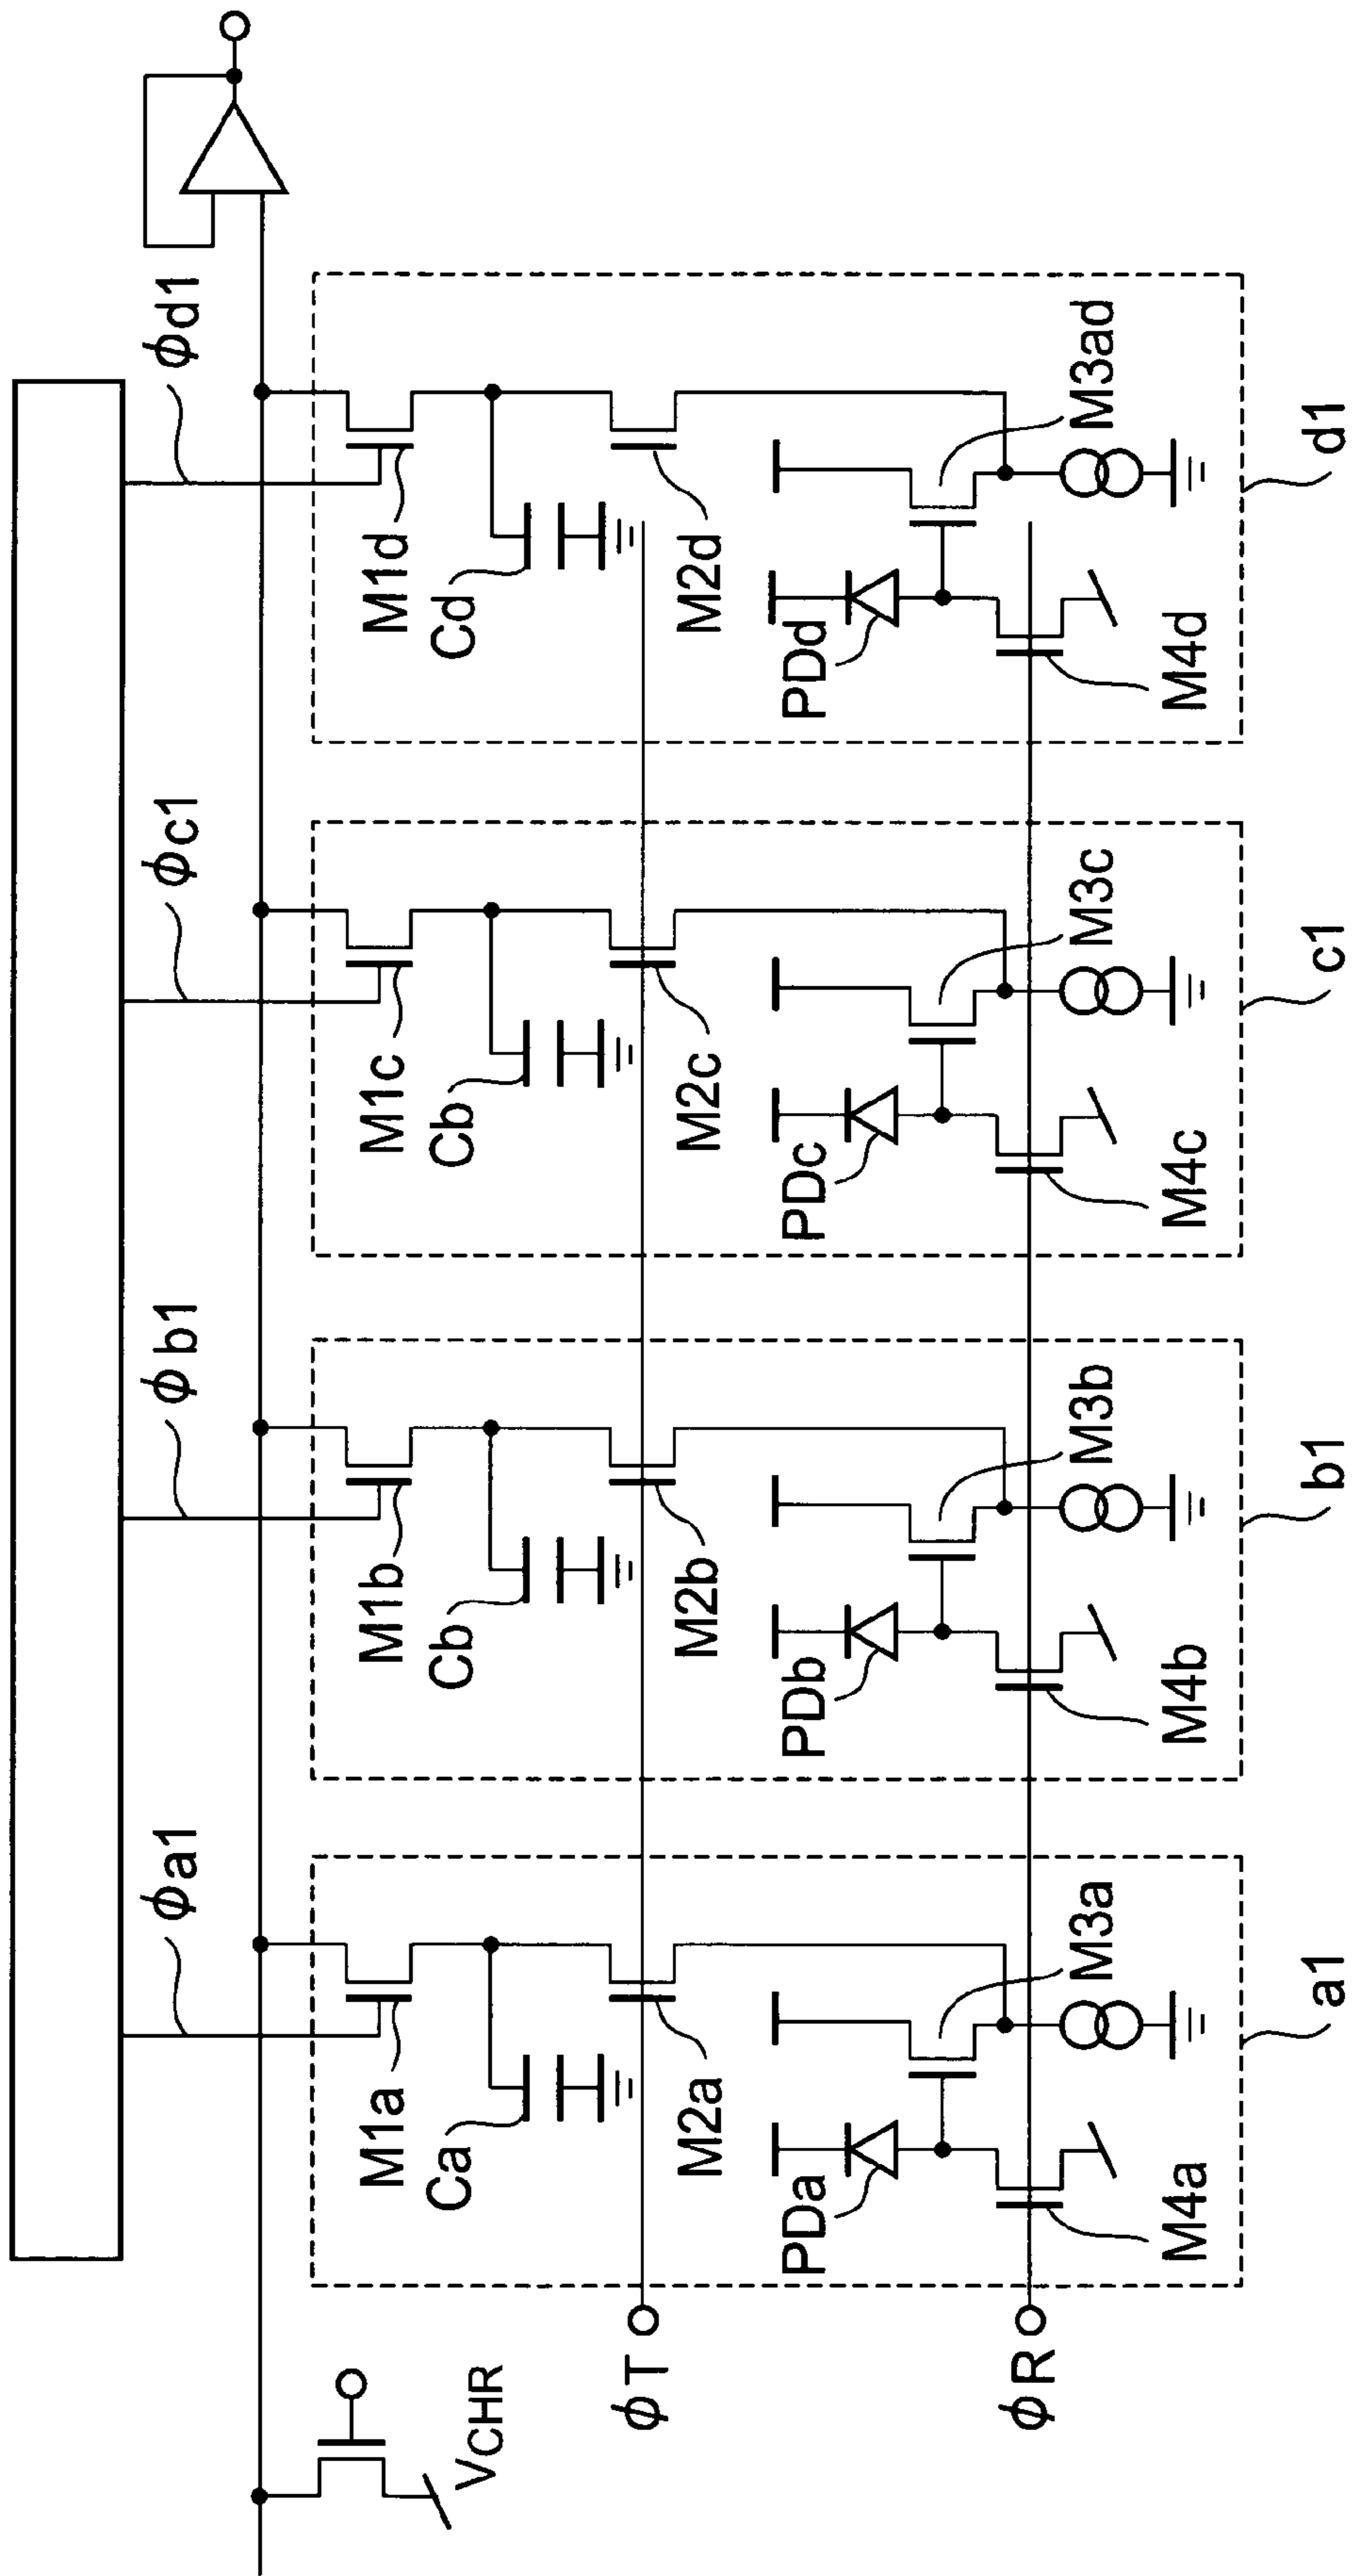 ϕa1
ϕb1
ϕc1
ϕd1
VCHR
M1a
M1b
M1c
M1d
Ca
Cb
Cb
Cd
ϕT
M2a
M2b
M2c
M2d
PDa
M3a
PDb
M3b
PDc
M3c
PDd
M3ad
ϕR
M4a
M4b
M4c
M4d
a1
b1
c1
d1